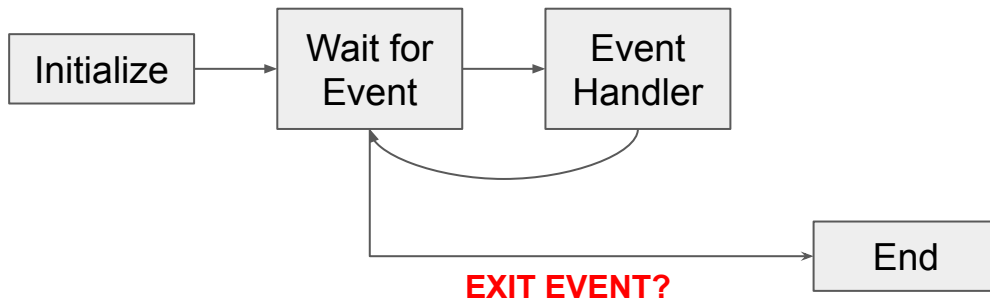 Initialize
Wait for
Event
Event
Handler
End
EXIT EVENT?